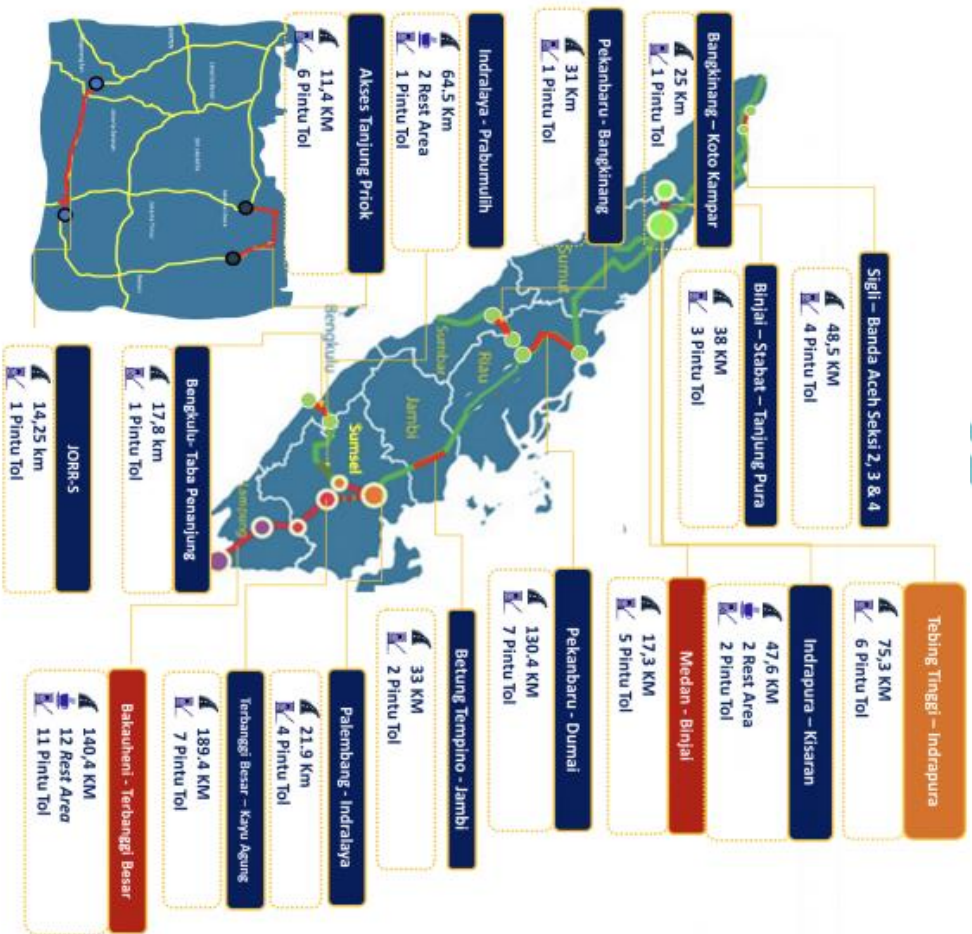 Tebing Tinggi – Indrapura
75,3 KM
6 Pintu Tol
Sigli – Banda Aceh Seksi 2, 3 & 4
48,5 KM
4 Pintu Tol
Indrapura – Kisaran
47,6 KM
2 Rest Area
2 Pintu Tol
Binjai – Stabat – Tanjung Pura
38 KM
3 Pintu Tol
Bangkinang – Koto Kampar
25 Km
1 Pintu Tol
Medan - Binjai
17,3 KM
5 Pintu Tol
Pekanbaru - Bangkinang
31 Km
1 Pintu Tol
Pekanbaru - Dumai
130.4 KM
7 Pintu Tol
Sumut
Riau
Sumbar
Jambi
Sumsel
Bengkulu
Lampung
Indralaya - Prabumulih
64.5 Km
2 Rest Area
1 Pintu Tol
Betung Tempino - Jambi
33 KM
2 Pintu Tol
Akses Tanjung Priok
11,4 KM
6 Pintu Tol
Palembang - Indralaya
21.9 Km
4 Pintu Tol
Terbanggi Besar – Kayu Agung
189.4 KM
7 Pintu Tol
Bengkulu- Taba Penanjung
17,8 km
1 Pintu Tol
Bakauheni - Terbanggi Besar
140,4 KM
12 Rest Area
11 Pintu Tol
JORR-S
14,25 km
1 Pintu Tol